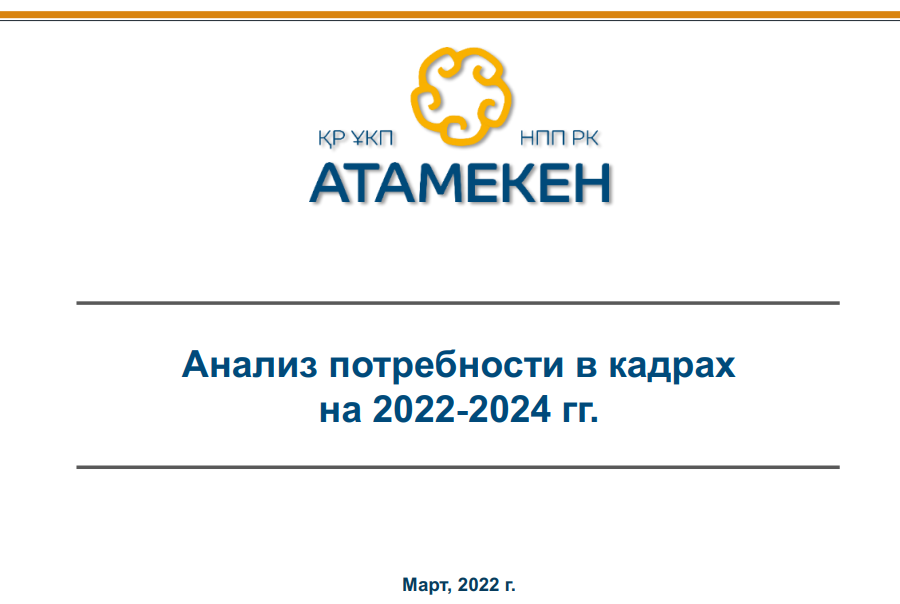 ҚР ҰКП НПП РК
АТАМЕКЕН
Анализ потребности в кадрах
на 2022-2024 гг.
Март, 2022 г.